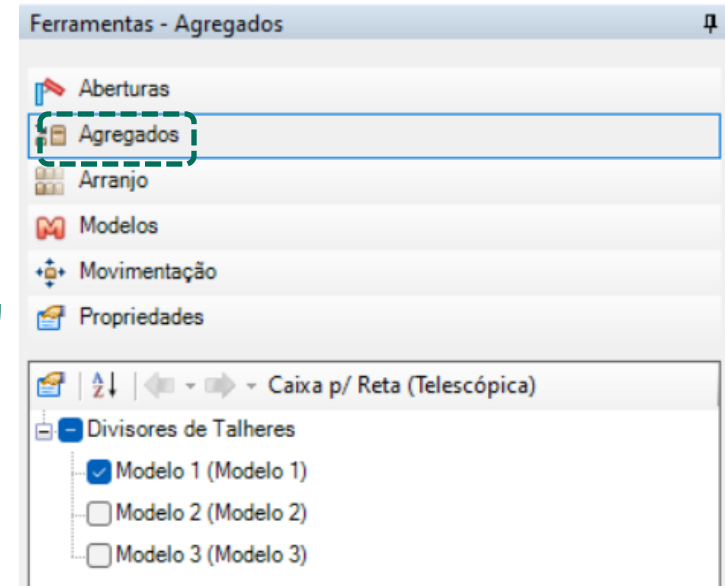 Ferramentas - Agregados
Aberturas
Agregados
Arranjo
Modelos
Movimentação
Propriedades
Caixa p/ Reta (Telescópica)
Divisores de Talheres
Modelo 1 (Modelo 1)
Modelo 2 (Modelo 2)
Modelo 3 (Modelo 3)